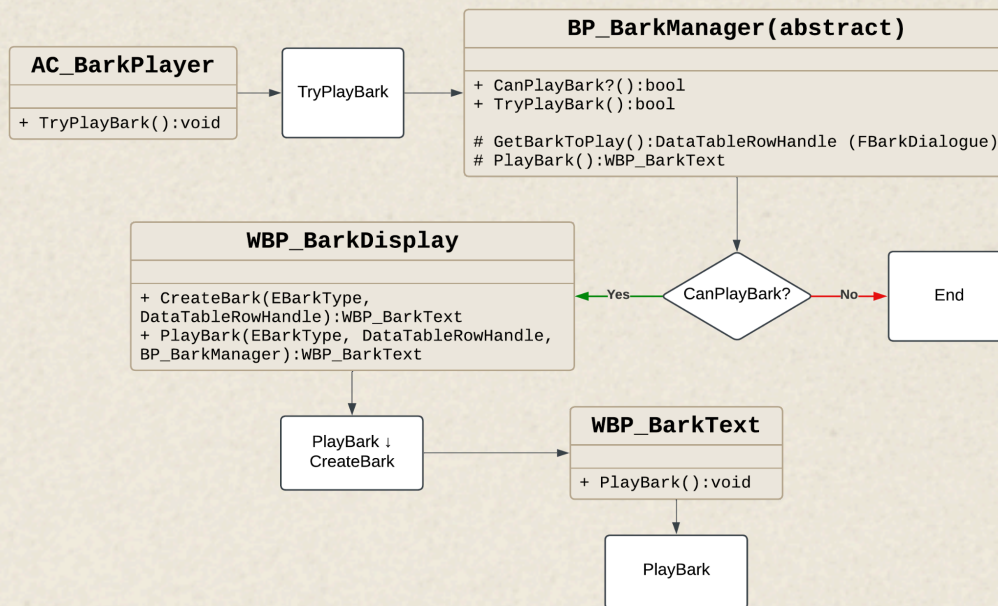 BP_BarkManager(abstract)
+ CanPlayBark?():bool
+ TryPlayBark():bool
# GetBarkToPlay():DataTableRowHandle (FBarkDialogue)
# PlayBark():WBP_BarkText
AC_BarkPlayer
+ TryPlayBark():void
TryPlayBark
WBP_BarkDisplay
+ CreateBark(EBarkType,
DataTableRowHandle):WBP_BarkText
+ PlayBark(EBarkType, DataTableRowHandle,
BP_BarkManager):WBP_BarkText
Yes
CanPlayBark?
No
End
PlayBark ↓
CreateBark
WBP_BarkText
+ PlayBark():void
PlayBark